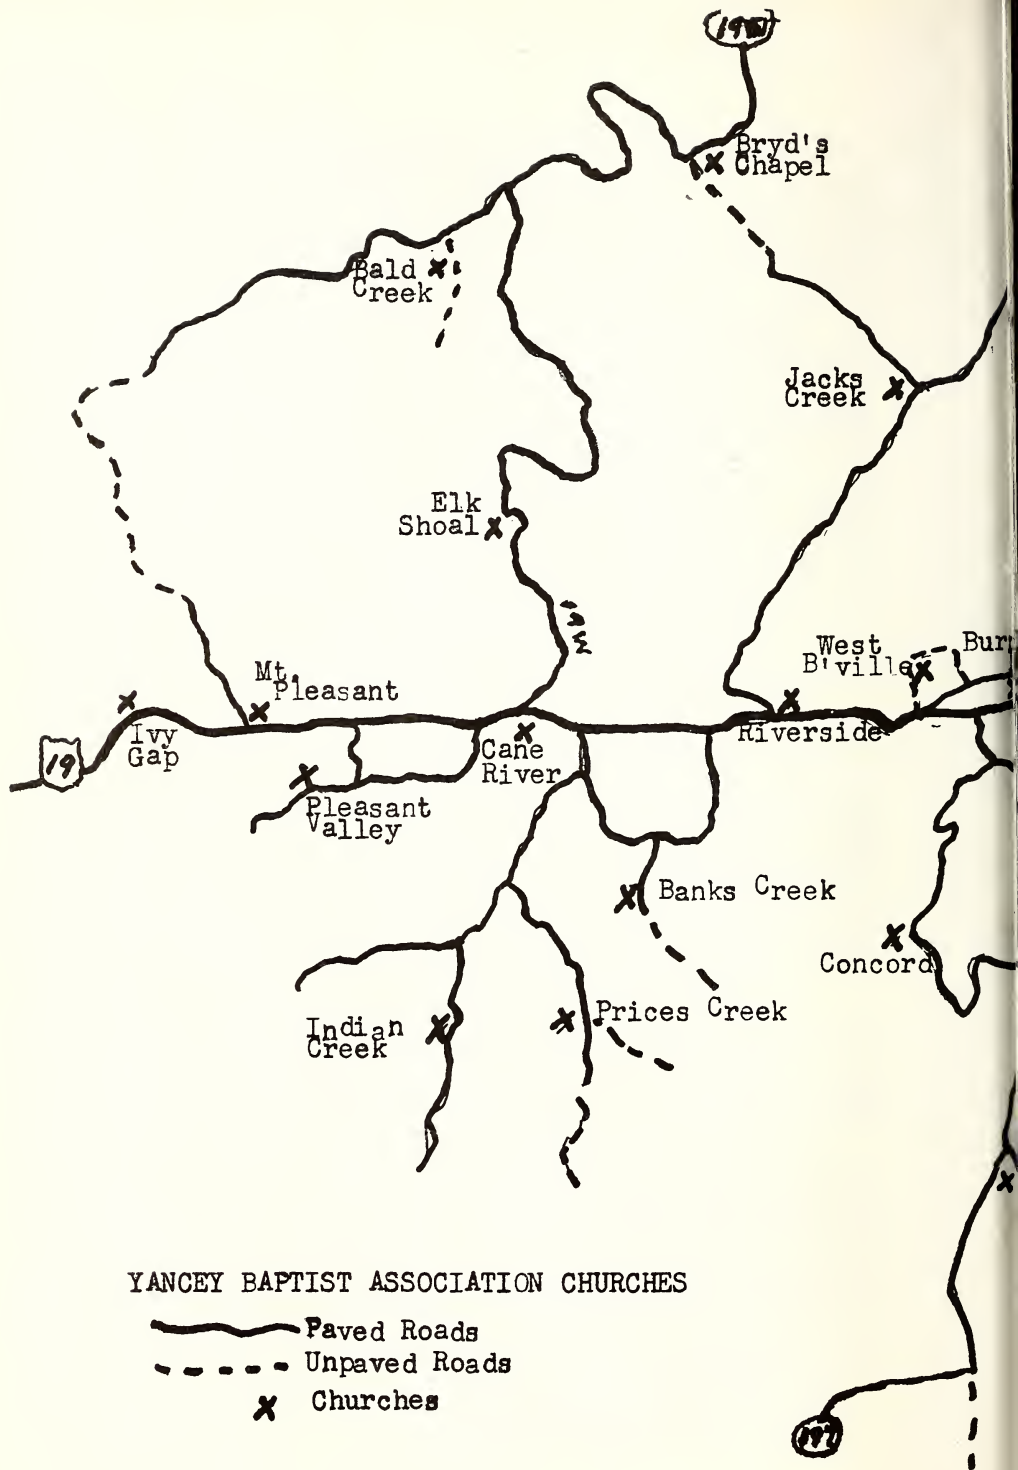 Bryd's
Chapel
Bald
Creek
Jacks
Creek
Elk
Shoal
West
B'ville
Mt.
Pleasant
Ivy
Gap
19
Cane
River
Riverside
Pleasant
Valley
Banks Creek
Concord
Prices Creek
Indian
Creek
YANCEY BAPTIST ASSOCIATION CHURCHES
Paved Roads
Unpaved Roads
Churches
197